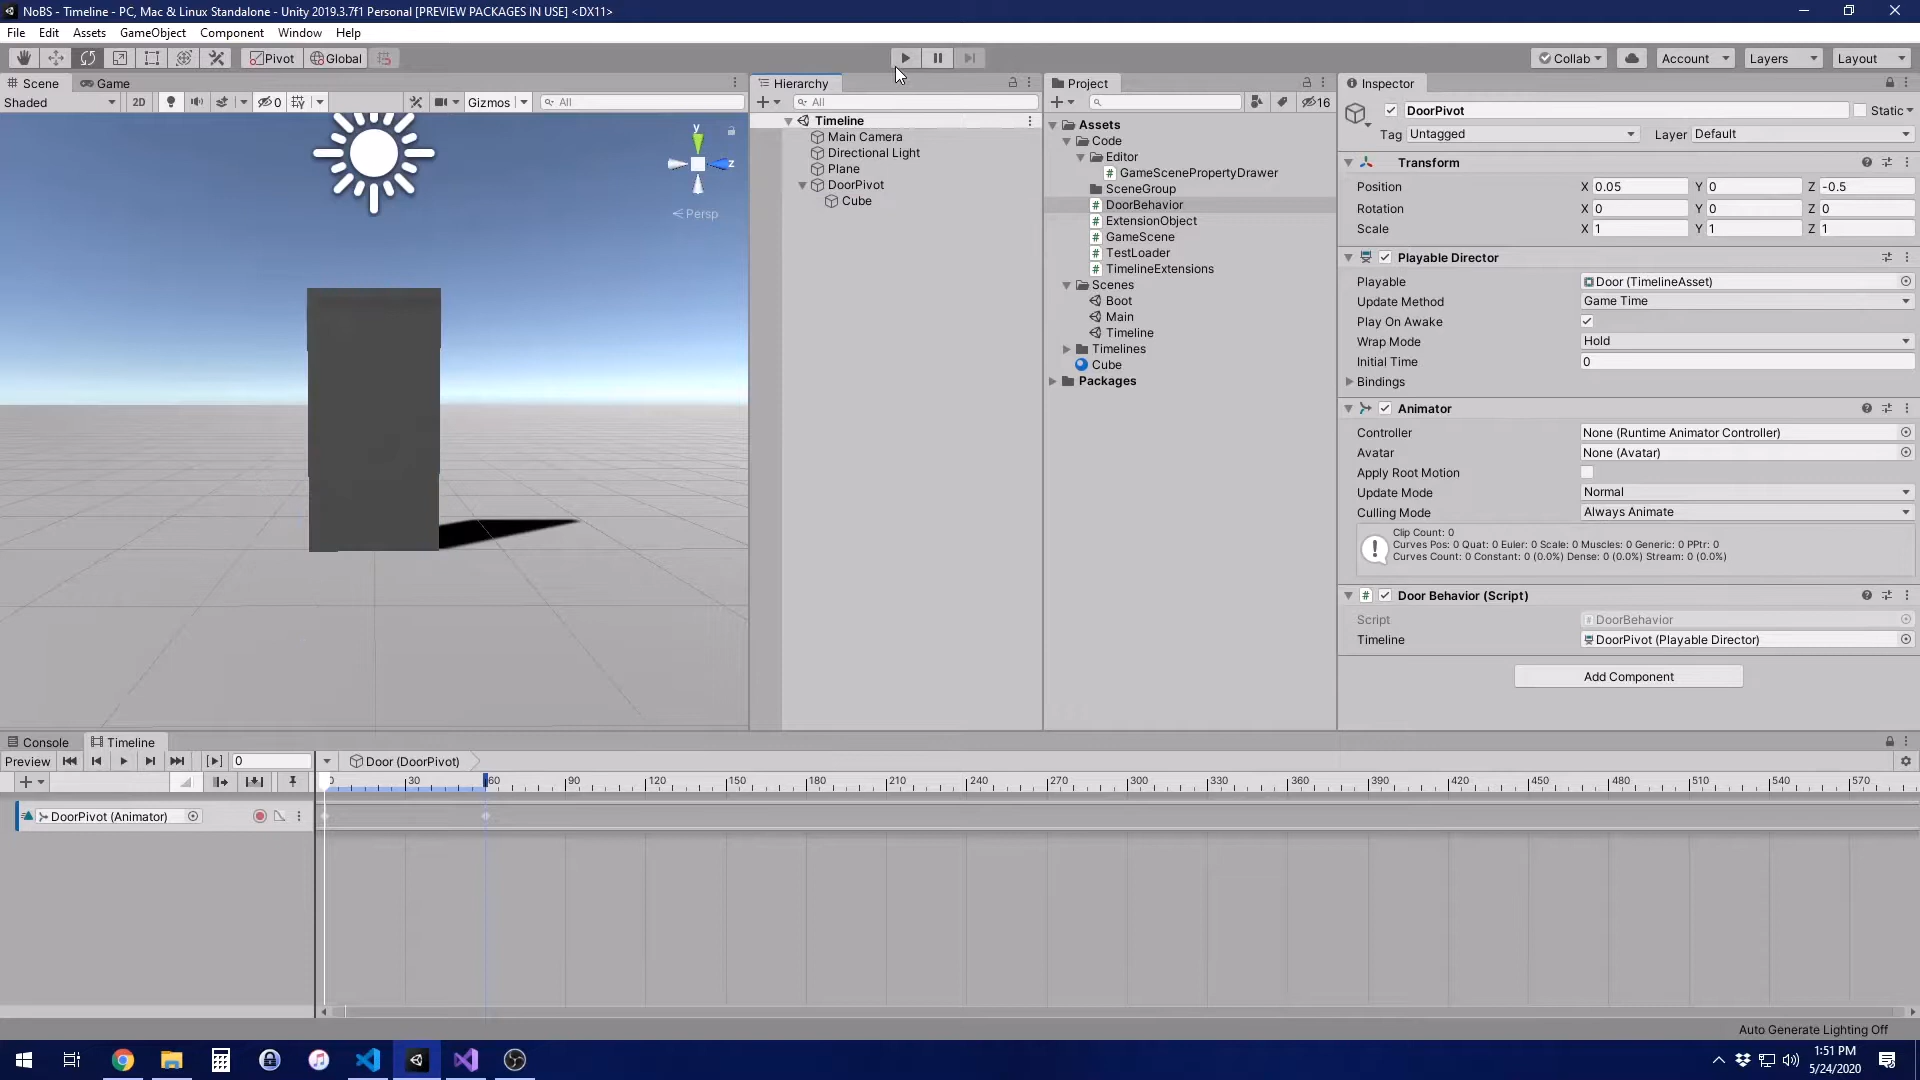 NoBS - Timeline - PC, Mac & Linux Standalone - Unity 2019.3.7f1 Personal [PREVIEW PACKAGES IN USE] <DX11>
File Edit Assets GameObject Component Window Help
Pivot Global Collab Account Layers Layout
Scene Game
Shaded 2D 0 Gizmos All
y
z
Persp
Hierarchy
All
Timeline
Main Camera
Directional Light
Plane
DoorPivot
Cube
Project
16
Assets
Code
Editor
GameScenePropertyDrawer
SceneGroup
DoorBehavior
ExtensionObject
GameScene
TestLoader
TimelineExtensions
Scenes
Boot
Main
Timeline
Timelines
Cube
Packages
Inspector
DoorPivot Static
Tag Untagged Layer Default
Transform
Position X 0.05 Y 0 Z -0.5
Rotation X 0 Y 0 Z 0
Scale X 1 Y 1 Z 1
Playable Director
Playable Door (TimelineAsset)
Update Method Game Time
Play On Awake
Wrap Mode Hold
Initial Time 0
Bindings
Animator
Controller None (Runtime Animator Controller)
Avatar None (Avatar)
Apply Root Motion
Update Mode Normal
Culling Mode Always Animate
Clip Count: 0
Curves Pos: 0 Quat: 0 Euler: 0 Scale: 0 Muscles: 0 Generic: 0 PPtr: 0
Curves Count: 0 Constant: 0 (0.0%) Dense: 0 (0.0%) Stream: 0 (0.0%)
Door Behavior (Script)
Script DoorBehavior
Timeline DoorPivot (Playable Director)
Add Component
Console Timeline
Preview 0 Door (DoorPivot)
0 30 60 90 120 150 180 210 240 270 300 330 360 390 420 450 480 510 540 570
DoorPivot (Animator)
Auto Generate Lighting Off
1:51 PM
5/24/2020